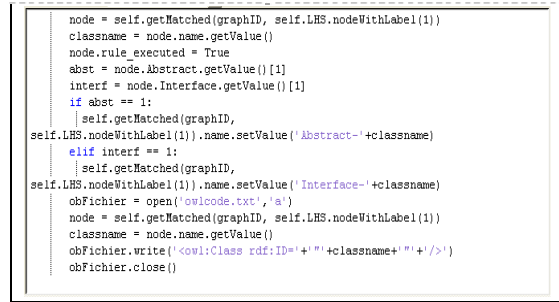 node = self.getMatched(graphID, self.LHS.nodeWithLabel(1))
classname = node.name.getValue()
node.rule_executed = True
abst = node.Abstract.getValue()[1]
interf = node.Interface.getValue()[1]
if abst == 1:
self.getMatched(graphID,
self.LHS.nodeWithLabel(1)).name.setValue('Abstract-'+classname)
elif interf == 1:
self.getMatched(graphID,
self.LHS.nodeWithLabel(1)).name.setValue('Interface-'+classname)
obFichier = open('owlcode.txt','a')
node = self.getMatched(graphID, self.LHS.nodeWithLabel(1))
classname = node.name.getValue()
obFichier.write('<owl:Class rdf:ID='+'"'+classname+'"'+'/>')
obFichier.close()